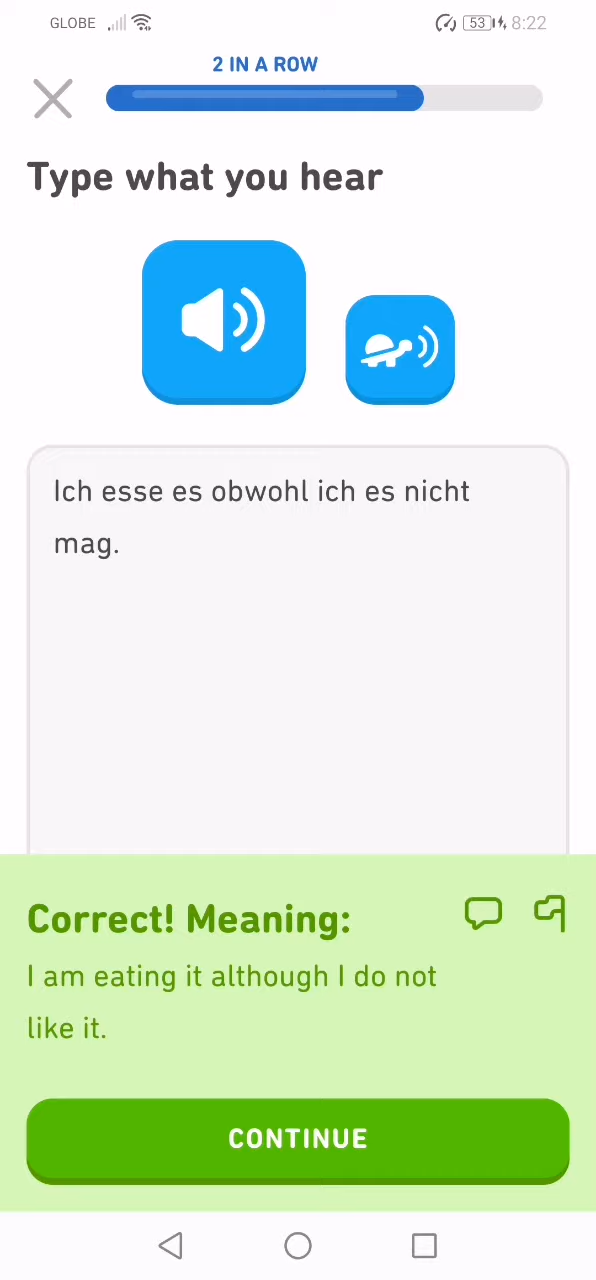 GLOBE 53 8:22
2 IN A ROW
Type what you hear
Ich esse es obwohl ich es nicht
mag.
Correct! Meaning:
I am eating it although I do not
like it.
CONTINUE